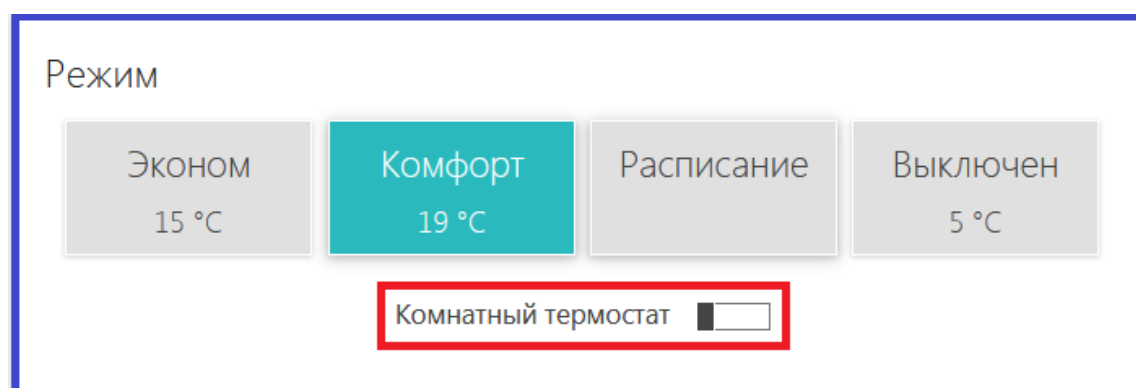 Режим
Эконом
15 °C
Комфорт
19 °C
Расписание
Выключен
5 °C
Комнатный термостат